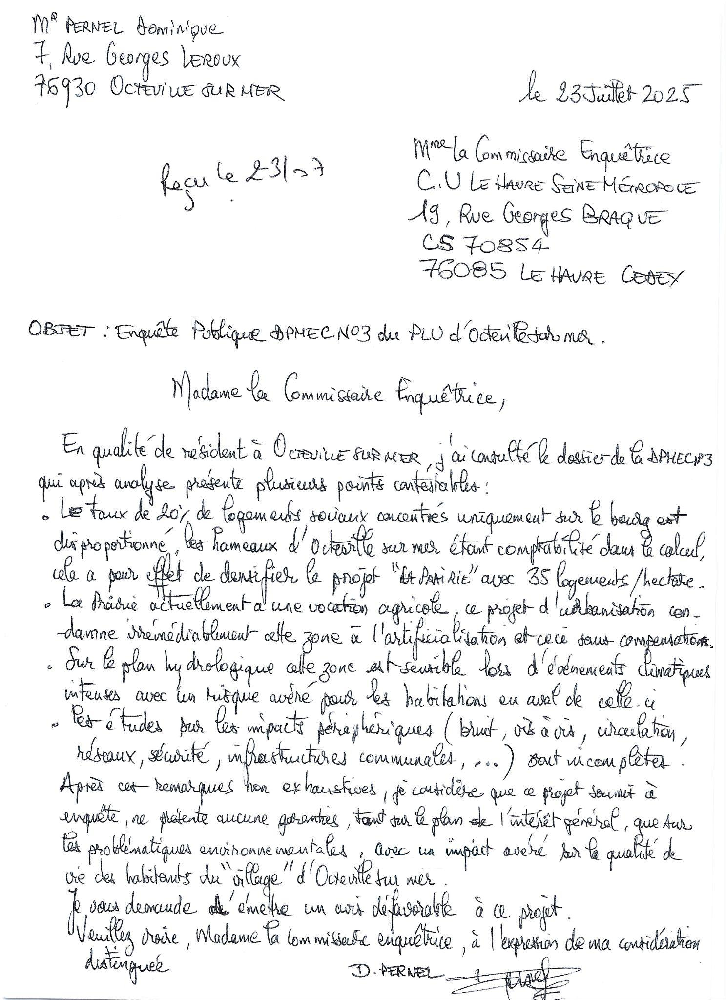 Mr PERNEL Dominique
7, Rue Georges LEROUX
76930 OCTEVILLE SUR MER
le 23 Juillet 2025
Mme la Commissaire Enquêtrice
C.U LE HAVRE SEINE MÉTROPOLE
19, Rue Georges BRAQUE
CS 70854
76085 LE HAVRE CEDEX
Reçu le 23/07
OBJET : Enquête Publique DPMEC N°3 du PLU d'Octeville sur mer.
Madame la Commissaire Enquêtrice,
En qualité de résident à OCTEVILLE SUR MER, j'ai consulté le dossier de la DPMEC N°3
qui après analyse présente plusieurs points contestables :
• Le taux de 20% de logements sociaux concentrés uniquement sur le bourg est
disproportionné, les hameaux d'Octeville sur mer étant comptabilité dans le calcul,
cela a pour effet de densifier le projet "LA PRAIRIE" avec 35 logements/hectare.
• La Prairie actuellement a une vocation agricole, ce projet d'urbanisation con-
-damne irrémédiablement cette zone à l'artificialisation et ceci sans compensations.
• Sur le plan hydrologique cette zone est sensible lors d'événements climatiques
intenses avec un risque avéré pour les habitations en aval de celle-ci
• Les études sur les impacts périphériques (bruit, vis à vis, circulation,
réseaux, sécurité, infrastructures communales, ...) sont incomplètes.
Après ces remarques non exhaustives, je considère que ce projet soumis à
enquête, ne présente aucune garanties, tant sur le plan de l'intérêt général, que sur
les problématiques environnementales, avec un impact avéré sur la qualité de
vie des habitants du "village" d'Octeville sur mer.
Je vous demande d'émettre un avis défavorable à ce projet.
Veuillez croire, Madame la Commissaire enquêtrice, à l'expression de ma considération
distinguée
D. PERNEL